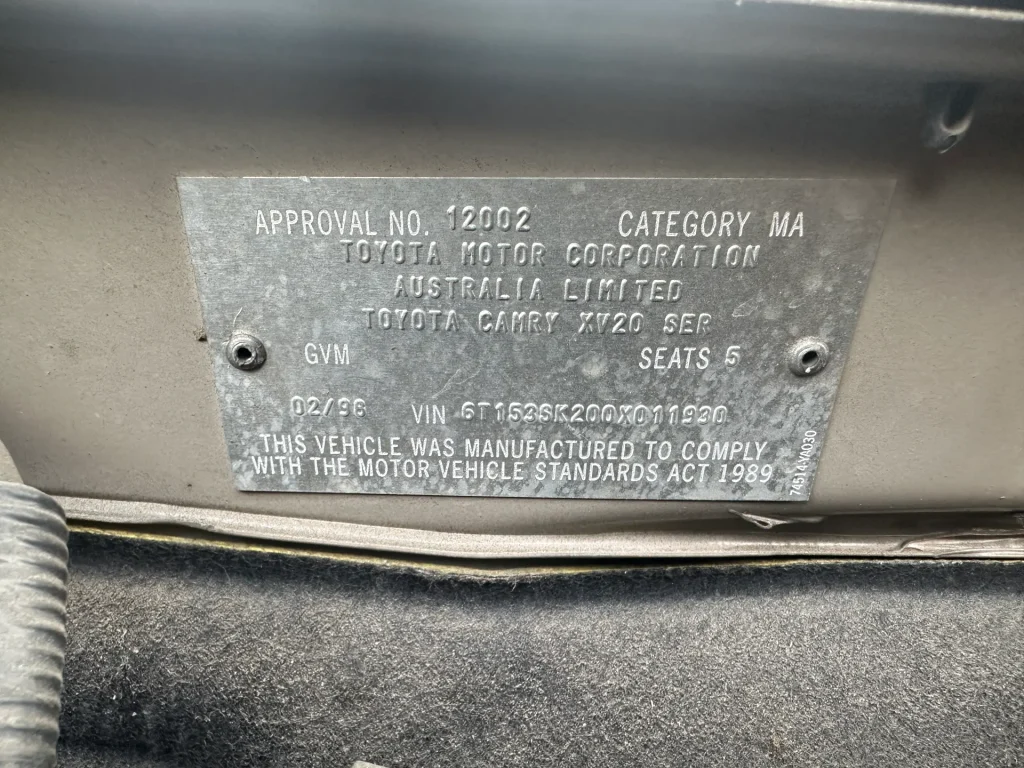 APPROVAL NO. 12002 CATEGORY MA
TOYOTA MOTOR CORPORATION
AUSTRALIA LIMITED
TOYOTA CAMRY XV20 SER
GVM SEATS 5
02/98 VIN 6T153SK200X011930
THIS VEHICLE WAS MANUFACTURED TO COMPLY
WITH THE MOTOR VEHICLE STANDARDS ACT 1989
74514-VA030